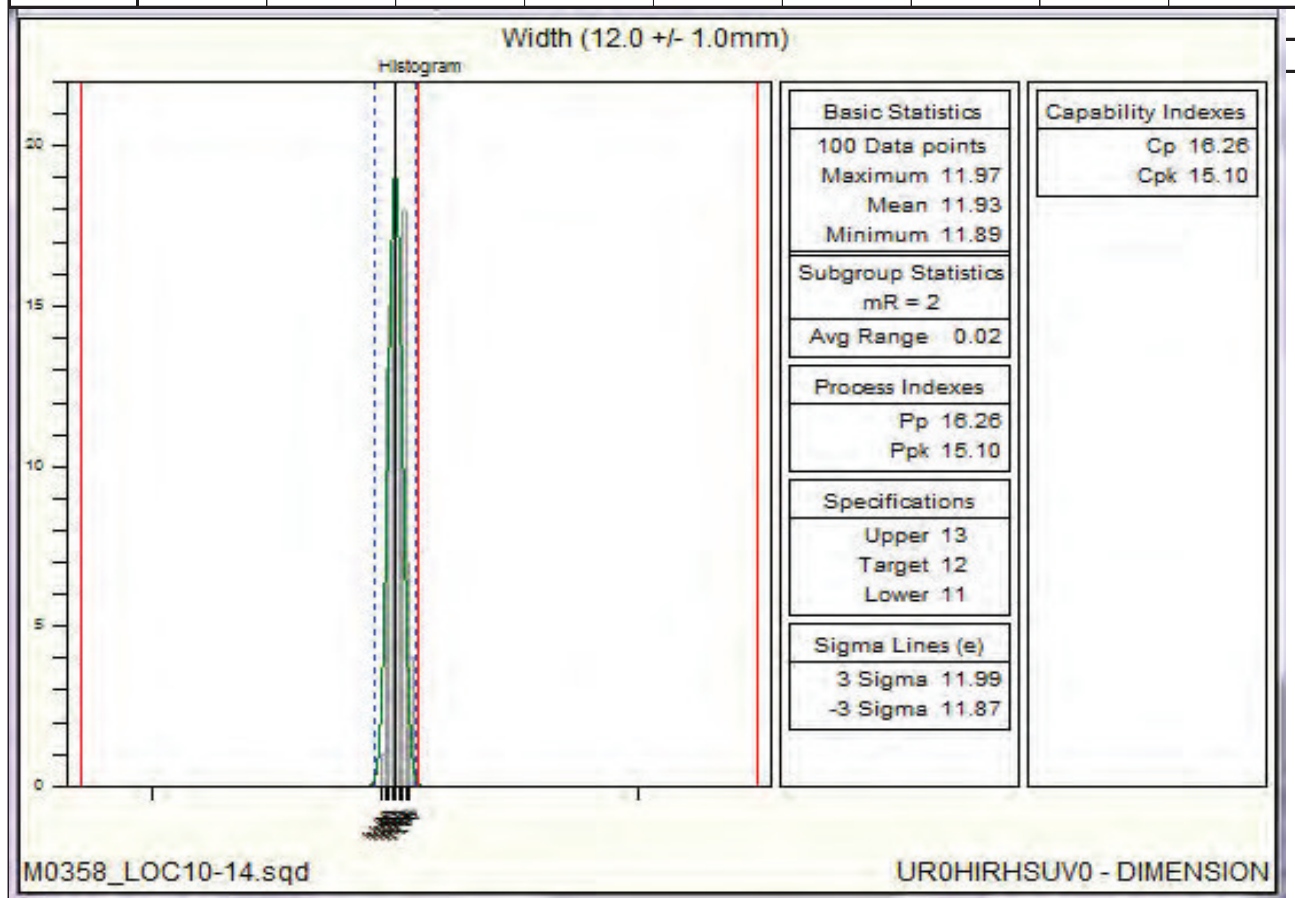 Width (12.0 +/- 1.0mm)
Histogram
20
15
10
5
0
Basic Statistics
100 Data points
Maximum 11.97
Mean 11.93
Minimum 11.89
Subgroup Statistics
mR = 2
Avg Range 0.02
Process Indexes
Pp 16.26
Ppk 15.10
Specifications
Upper 13
Target 12
Lower 11
Sigma Lines (e)
3 Sigma 11.99
-3 Sigma 11.87
Capability Indexes
Cp 16.26
Cpk 15.10
M0358_LOC10-14.sqd
UR0HIRHSUV0 - DIMENSION